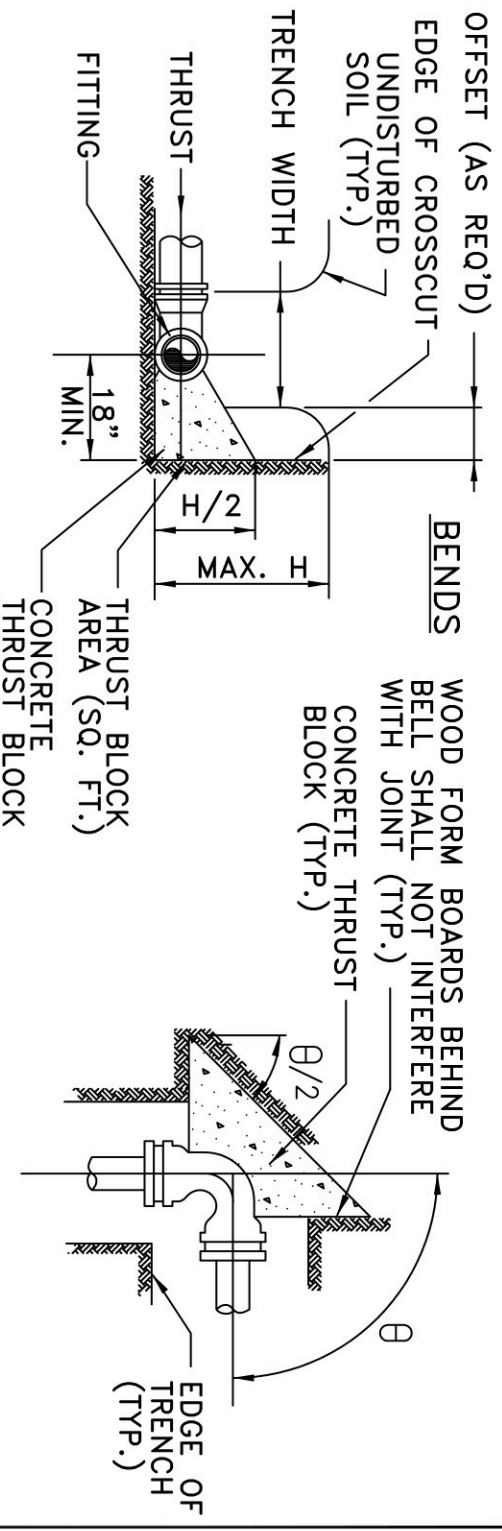 OFFSET (AS REQ'D)
EDGE OF CROSSCUT
UNDISTURBED
SOIL (TYP.)
TRENCH WIDTH
THRUST
FITTING
18"
MIN.
H/2
MAX. H
THRUST BLOCK
AREA (SQ. FT.)
CONCRETE
THRUST BLOCK
BENDS
WOOD FORM BOARDS BEHIND
BELL SHALL NOT INTERFERE
WITH JOINT (TYP.)
CONCRETE THRUST
BLOCK (TYP.)
θ/2
θ
EDGE OF
TRENCH
(TYP.)